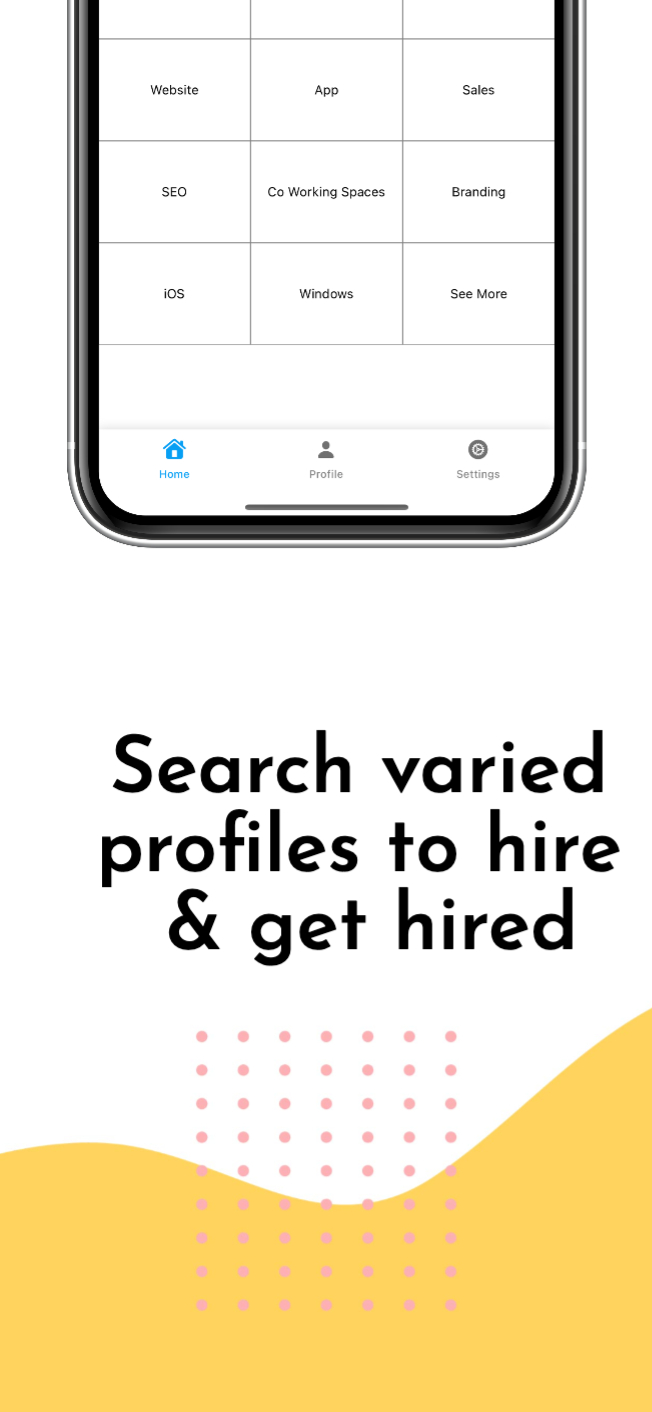 Website App Sales
SEO Co Working Spaces Branding
iOS Windows See More
Home Profile Settings
Search varied
profiles to hire
& get hired